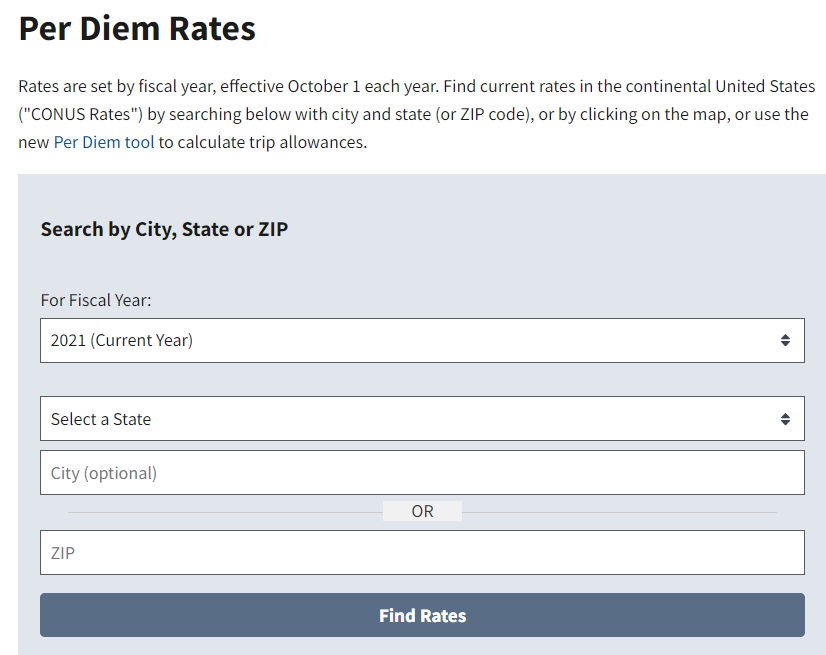 Per Diem Rates
Rates are set by fiscal year, effective October 1 each year. Find current rates in the continental United States
("CONUS Rates") by searching below with city and state (or ZIP code), or by clicking on the map, or use the
new Per Diem tool to calculate trip allowances.
Search by City, State or ZIP
For Fiscal Year:
2021 (Current Year)
Select a State
City (optional)
OR
ZIP
Find Rates